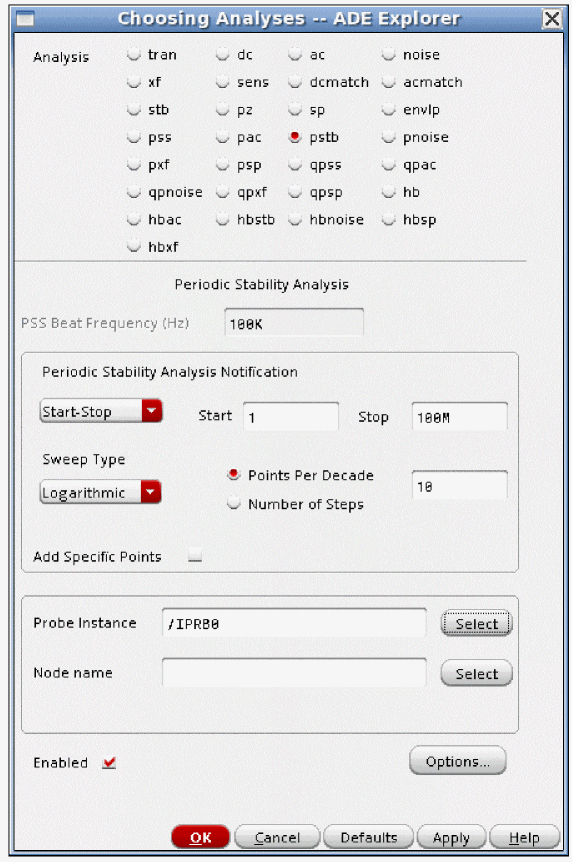 Choosing Analyses -- ADE Explorer
Analysis tran dc ac noise
xf sens dcmatch acmatch
stb pz sp envlp
pss pac pstb pnoise
pxf psp qpss qpac
qpnoise qpxf qpsp hb
hbac hbstb hbnoise hbsp
hbxf
Periodic Stability Analysis
PSS Beat Frequency (Hz) 100K
Periodic Stability Analysis Notification
Start-Stop Start 1 Stop 100M
Sweep Type
Points Per Decade
Logarithmic 10
Number of Steps
Add Specific Points
Probe Instance /IPRB0 Select
Node name Select
Enabled Options...
OK Cancel Defaults Apply Help